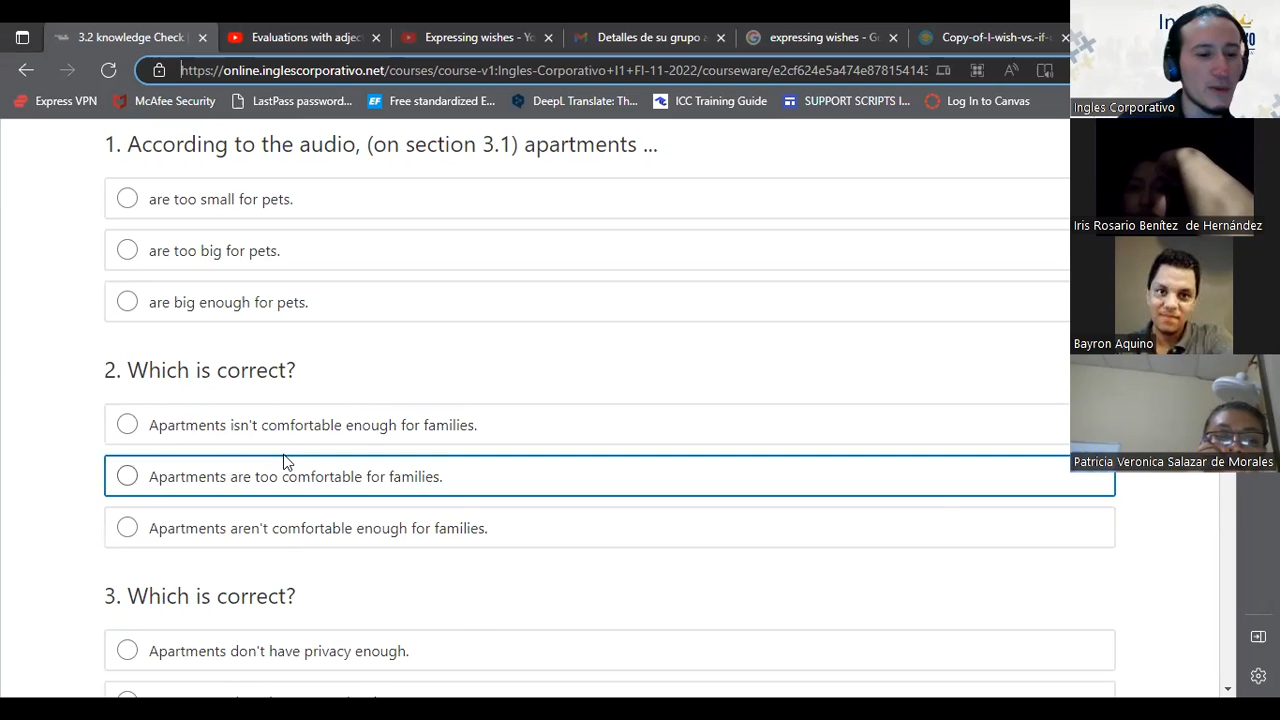 3.2 knowledge Check |
Evaluations with adject
Expressing wishes - Yo
Detalles de su grupo a
expressing wishes - Go
Copy-of-I-wish-vs.-if-
https://online.inglescorporativo.net/courses/course-v1:Ingles-Corporativo+I1+FI-11-2022/courseware/e2cf624e5a474e878154143
Express VPN
McAfee Security
LastPass password...
Free standardized E...
DeepL Translate: Th...
ICC Training Guide
SUPPORT SCRIPTS I...
Log In to Canvas
Ingles Corporativo
Iris Rosario Benítez de Hernández
Bayron Aquino
Patricia Veronica Salazar de Morales
1. According to the audio, (on section 3.1) apartments ...
are too small for pets.
are too big for pets.
are big enough for pets.
2. Which is correct?
Apartments isn't comfortable enough for families.
Apartments are too comfortable for families.
Apartments aren't comfortable enough for families.
3. Which is correct?
Apartments don't have privacy enough.